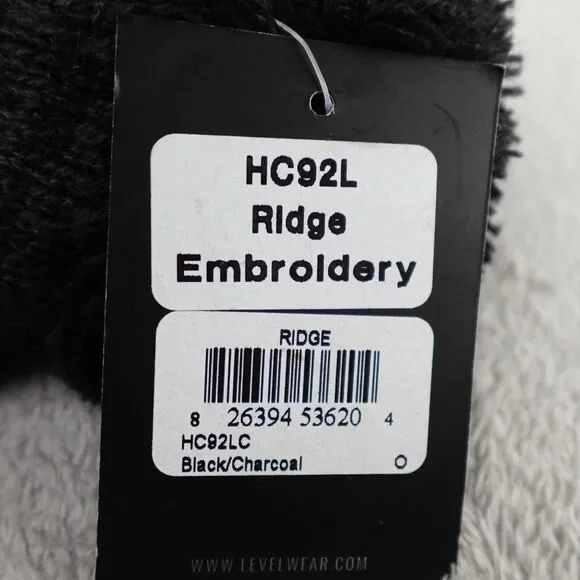 HC92L
Ridge
Embroidery
RIDGE
8 26394 53620 4
HC92LC
Black/Charcoal O
WWW.LEVELWEAR.COM